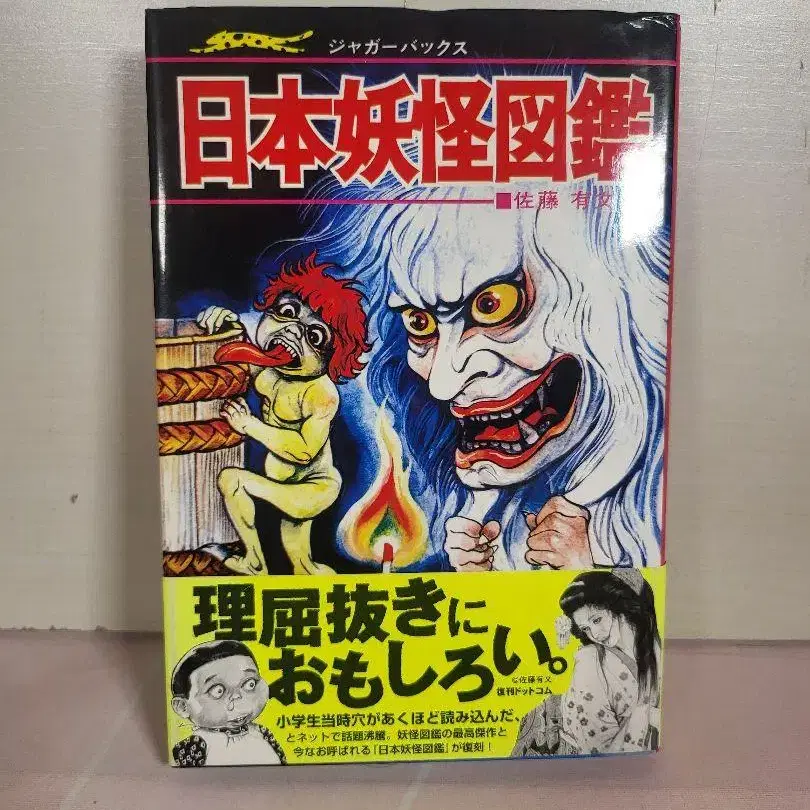 ジャガーバックス
日本妖怪図鑑
■佐藤 有文
理屈抜きに
おもしろい。
©佐藤有文
復刊ドットコム
小学生当時穴があくほど読み込んだ、
とネットで話題沸騰。妖怪図鑑の最高傑作と
今なお呼ばれる「日本妖怪図鑑」が復刻！